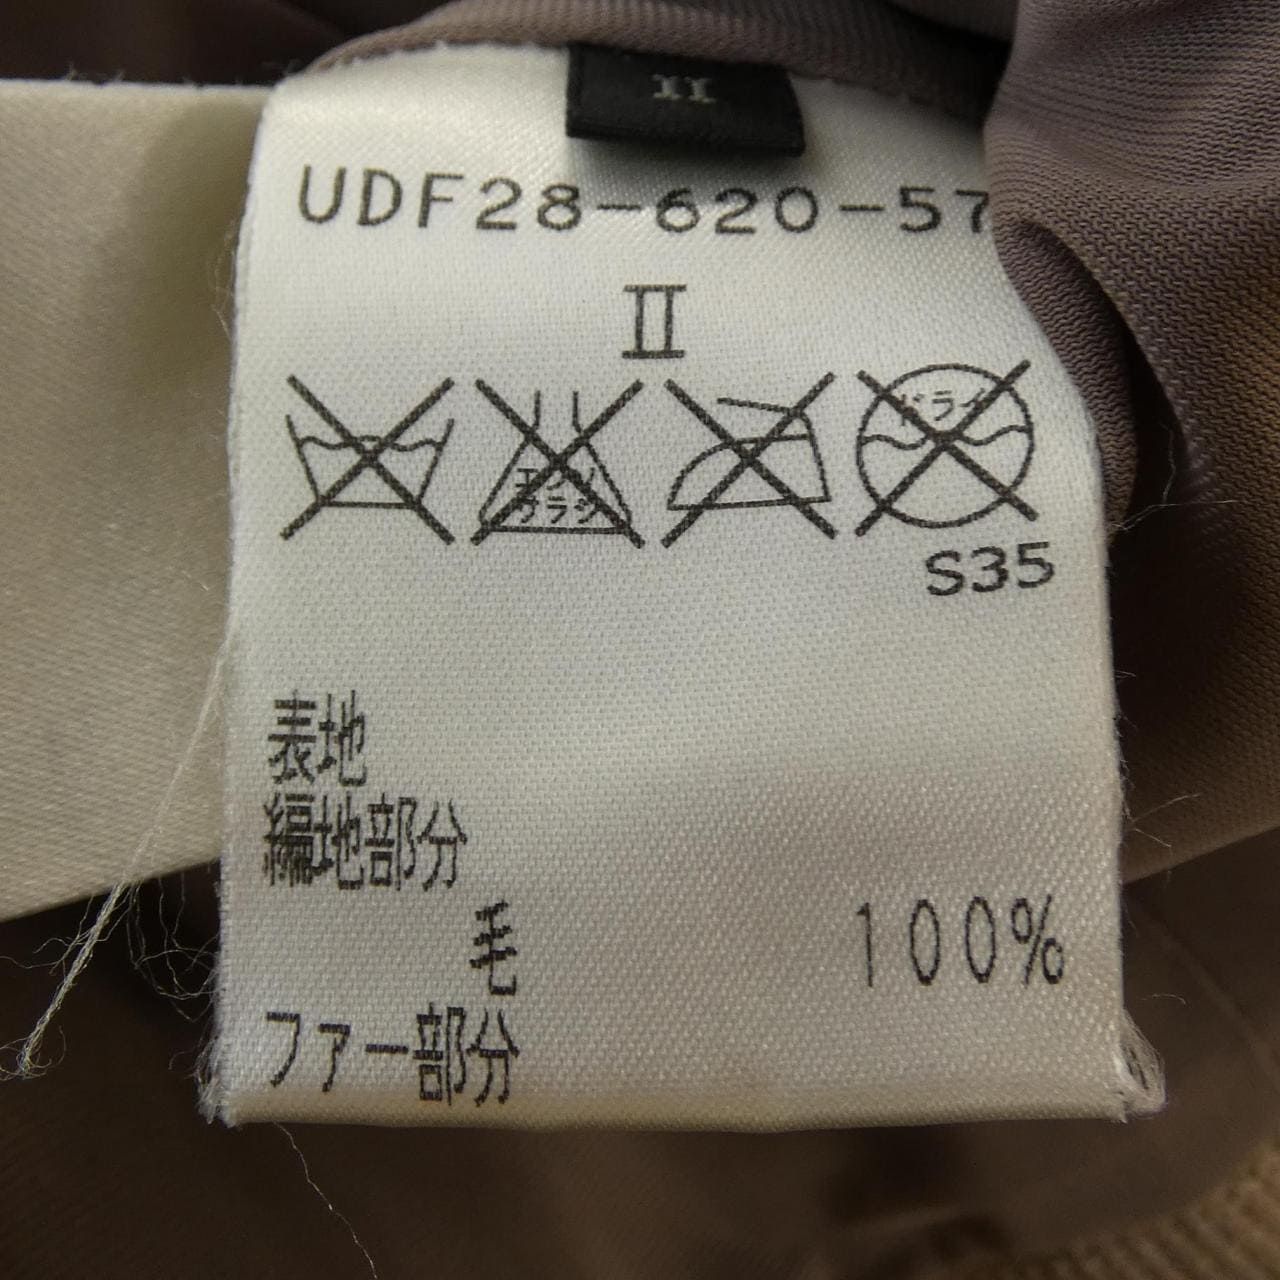 II
UDF28-620-57
II
ドライ
エンソ
サラシ
S35
表地
編地部分
毛 100%
ファー部分